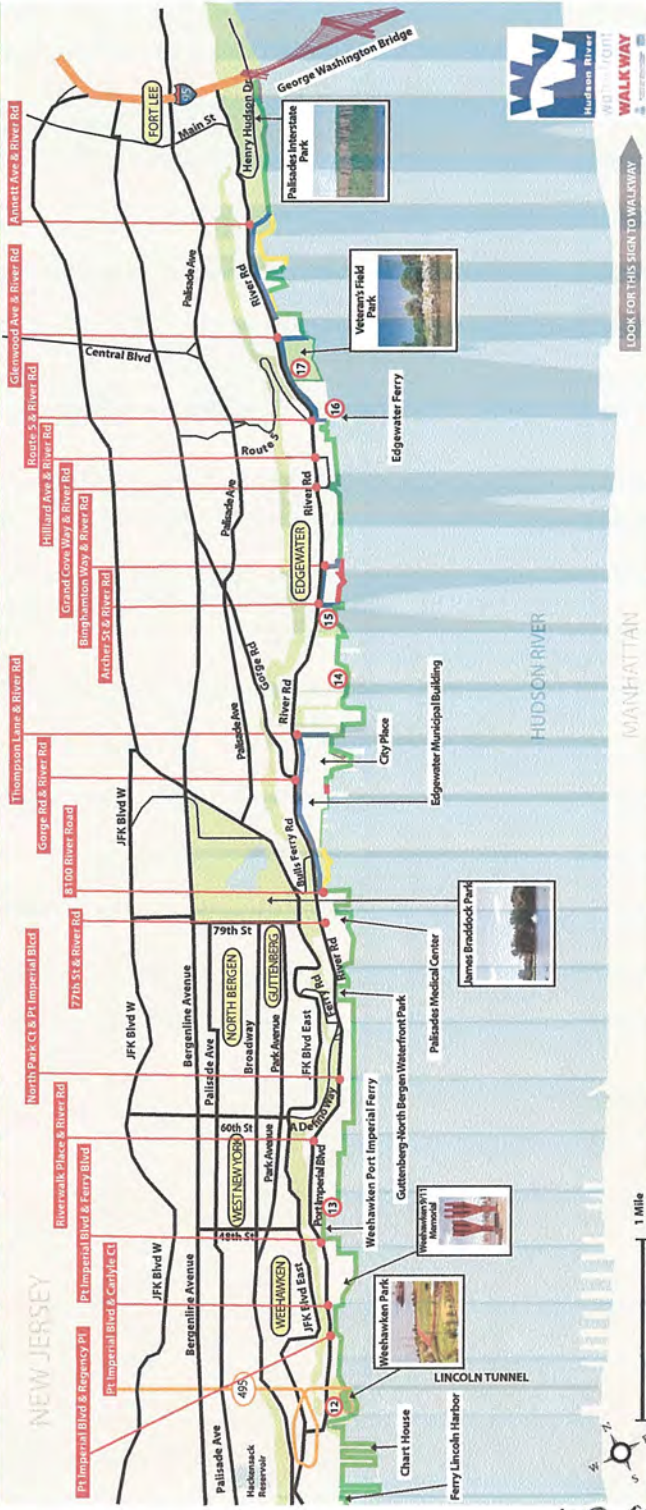 NEW JERSEY
Pt Imperial Blvd & Regency Pl
Pt Imperial Blvd & Carlyle Ct
Pt Imperial Blvd & Ferry Blvd
Riverwalk Place & River Rd
North Park Ct & Pt Imperial Blcd
77th St & River Rd
8100 River Road
Gorge Rd & River Rd
Thompson Lane & River Rd
Archer St & River Rd
Binghamton Way & River Rd
Grand Cove Way & River Rd
Hilliard Ave & River Rd
Route 5 & River Rd
Glenwood Ave & River Rd
Annett Ave & River Rd
JFK Blvd W
JFK Blvd W
JFK Blvd W
Bergenline Avenue
Bergenline Avenue
Palisade Ave
Palisade Ave
Palisade Ave
Palisade Ave
Palisade Ave
Central Blvd
Main St
FORT LEE
95
Henry Hudson Dr
George Washington Bridge
495
Hackensack
Reservoir
WEEHAWKEN
48th St
WEST NEW YORK
60th St
NORTH BERGEN
Broadway
GUTTENBERG
79th St
Park Avenue
Park Avenue
JFK Blvd East
JFK Blvd East
Port Imperial Blvd
Ferry Rd
River Rd
Bulls Ferry Rd
Gorge Rd
River Rd
EDGEWATER
River Rd
Route 5
River Rd
12
13
14
15
16
17
Ferry Lincoln Harbor
Chart House
LINCOLN TUNNEL
Weehawken Park
Weehawken 9/11
Memorial
Weehawken Port Imperial Ferry
Guttenberg-North Bergen Waterfront Park
Palisades Medical Center
James Braddock Park
Edgewater Municipal Building
City Place
Edgewater Ferry
Veteran's Field
Park
Palisades Interstate
Park
HUDSON RIVER
MANHATTAN
1 Mile
N
E
S
W
LOOK FOR THIS SIGN TO WALKWAY
Hudson River
waterfront
WALKWAY